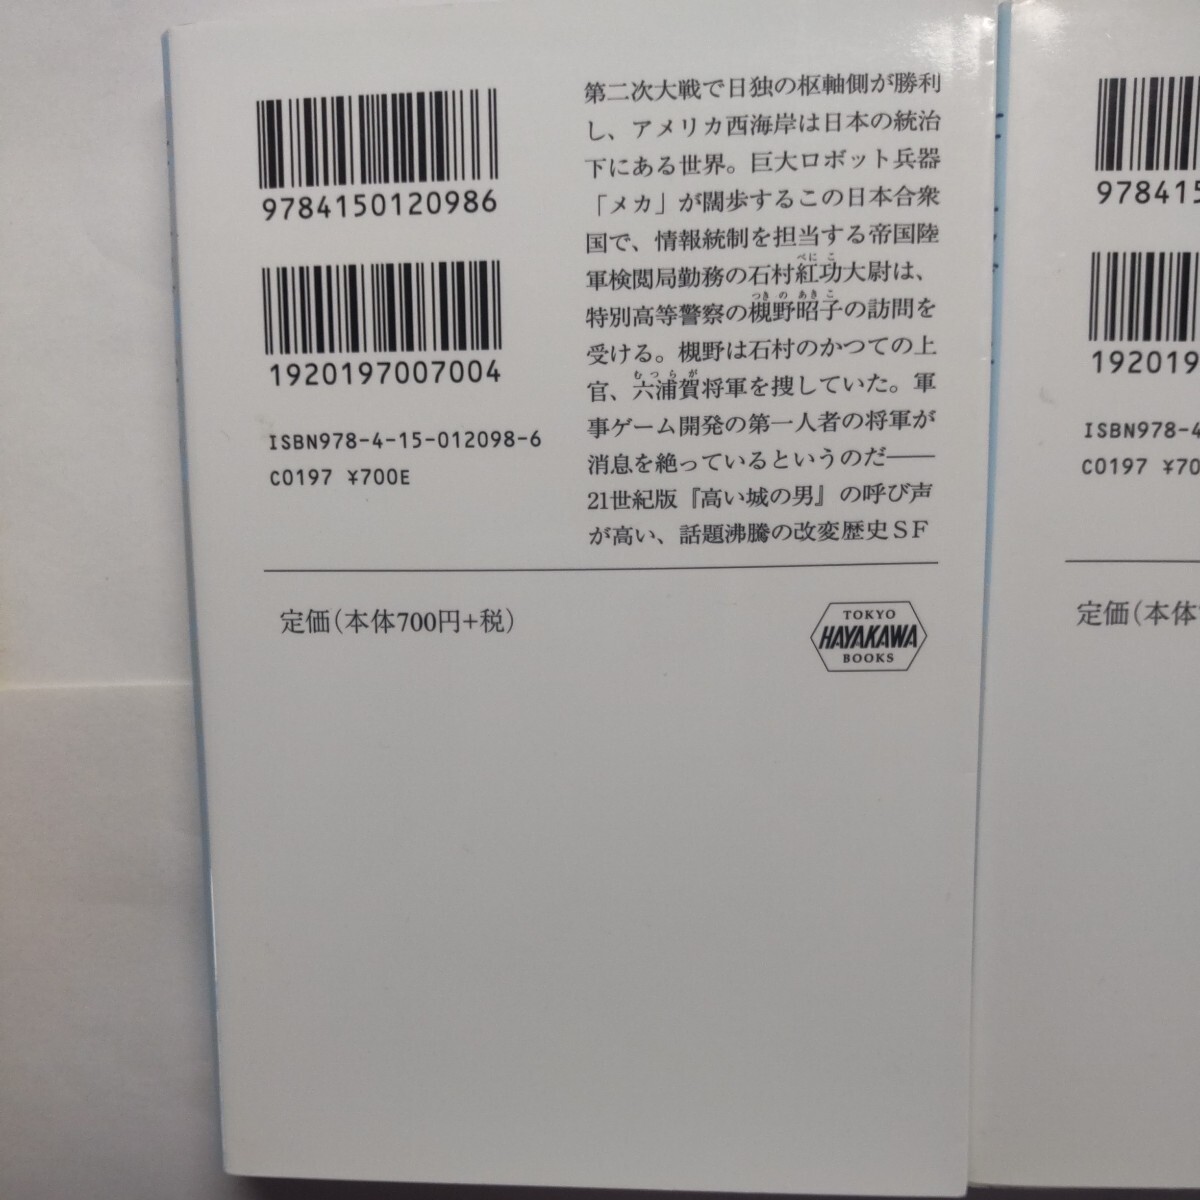 9784150120986
1920197007004
ISBN978-4-15-012098-6
C0197 ¥700E
第二次大戦で日独の枢軸側が勝利
し、アメリカ西海岸は日本の統治
下にある世界。巨大ロボット兵器
「メカ」が闊歩するこの日本合衆
国で、情報統制を担当する帝国陸
べにこ
軍検閲局勤務の石村紅功大尉は、
つきのあきこ
特別高等警察の槻野昭子の訪問を
受ける。槻野は石村のかつての上
むつらが
官、六浦賀将軍を捜していた。軍
事ゲーム開発の第一人者の将軍が
消息を絶っているというのだ――
21世紀版『高い城の男』の呼び声
が高い、話題沸騰の改変歴史SF
定価(本体700円+税)
TOKYO
HAYAKAWA
BOOKS
978415
192019
ISBN978-4
C0197 ¥70
定価(本体